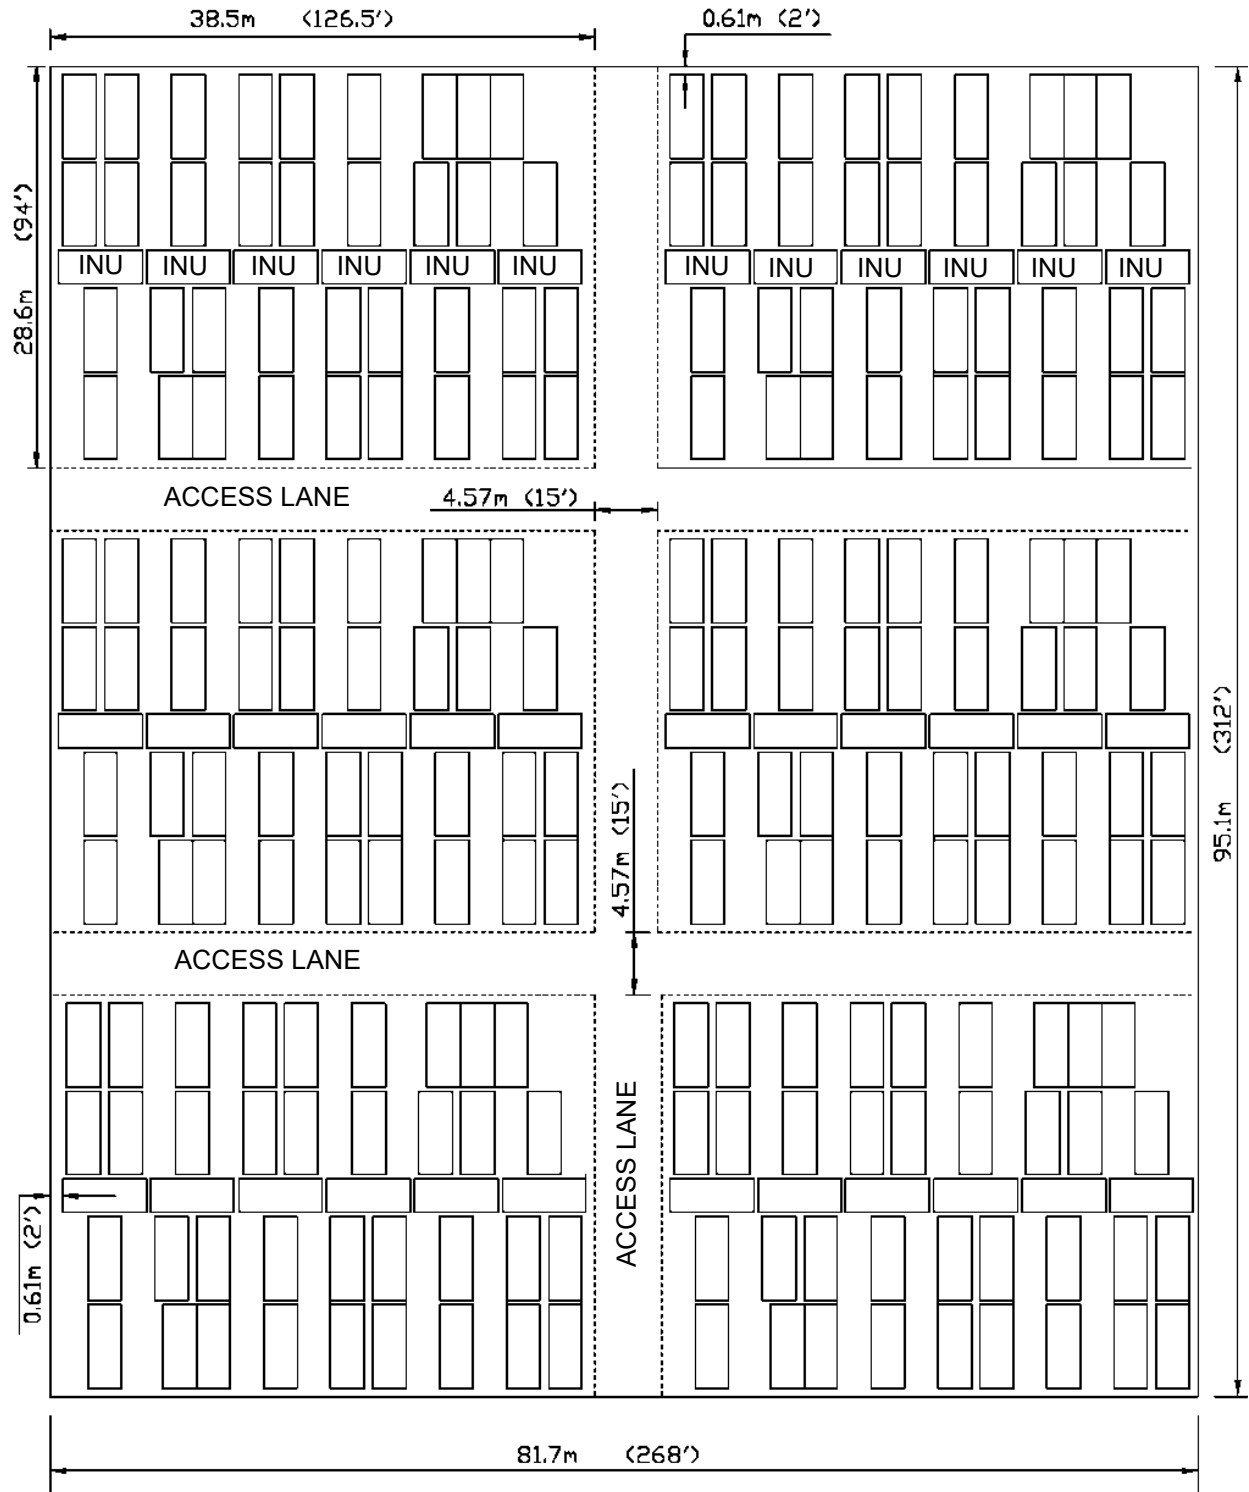 38.5m (126.5')
0.61m (2')
28.6m (94')
INU INU INU INU INU INU INU INU INU INU INU INU
ACCESS LANE
4.57m (15')
4.57m (15')
95.1m (312')
ACCESS LANE
ACCESS LANE
0.61m (2')
81.7m (268')